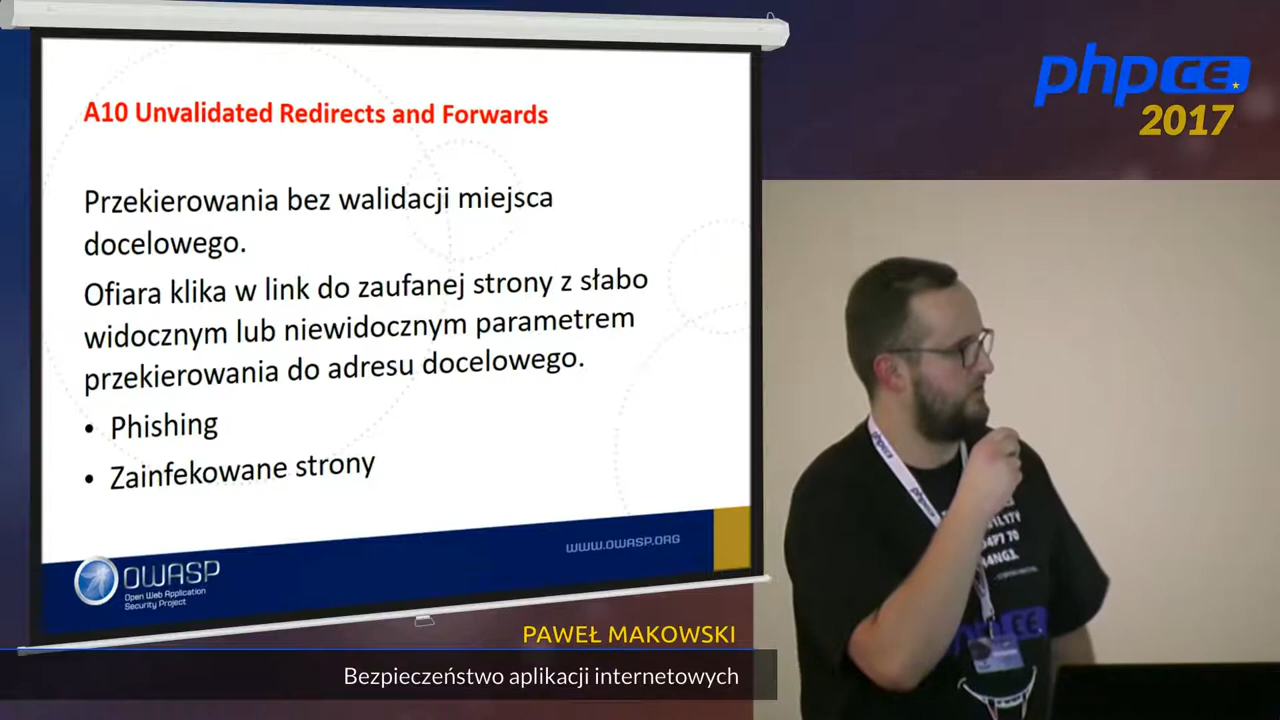 A10 Unvalidated Redirects and Forwards
Przekierowania bez walidacji miejsca
docelowego.
Ofiara klika w link do zaufanej strony z słabo
widocznym lub niewidocznym parametrem
przekierowania do adresu docelowego.
• Phishing
• Zainfekowane strony
WWW.OWASP.ORG
OWASP
Open Web Application
Security Project
phpCE.
2017
phpCE
PAWEŁ MAKOWSKI
Bezpieczeństwo aplikacji internetowych